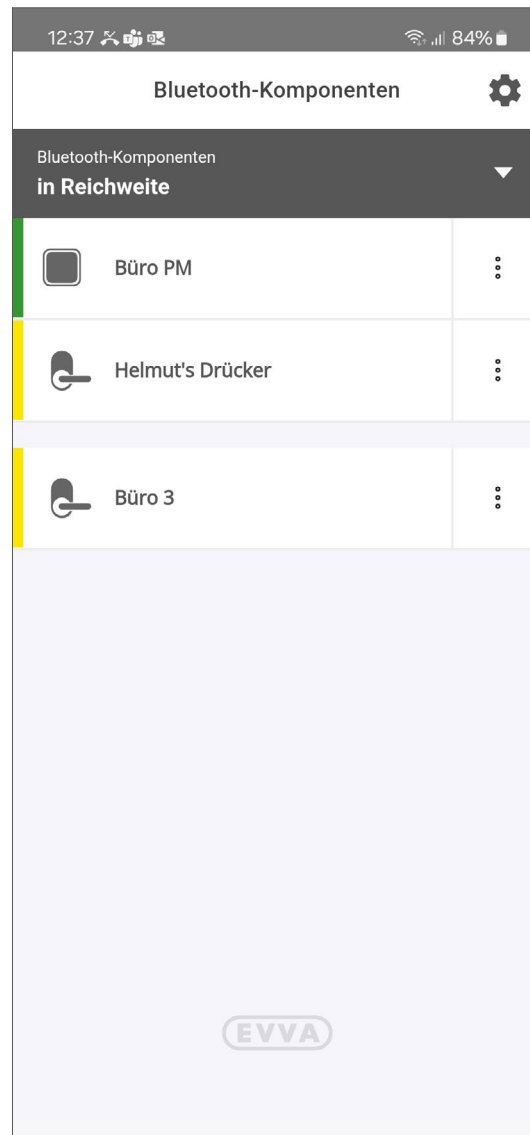 12:37 84%
Bluetooth-Komponenten
Bluetooth-Komponenten
in Reichweite
Büro PM
Helmut's Drücker
Büro 3
EVVA